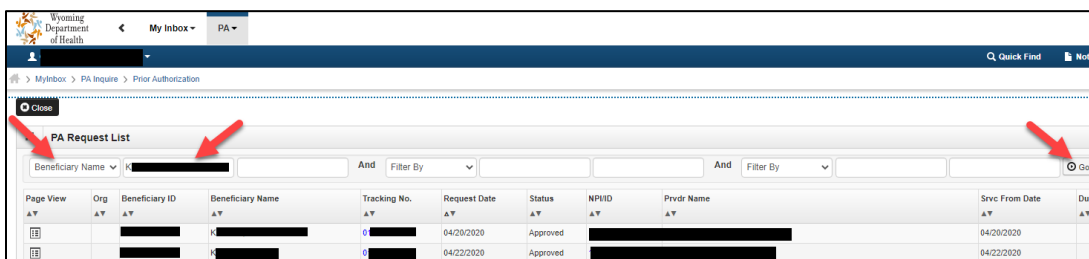 Wyoming
Department
of Health
My Inbox
PA
Quick Find
Not
MyInbox > PA Inquire > Prior Authorization
Close
PA Request List
Beneficiary Name K And Filter By And Filter By Go
Page View Org Beneficiary ID Beneficiary Name Tracking No. Request Date Status NPI/ID Prvdr Name Srvc From Date Du
K 0 04/20/2020 Approved 04/20/2020
K 0 04/22/2020 Approved 04/22/2020